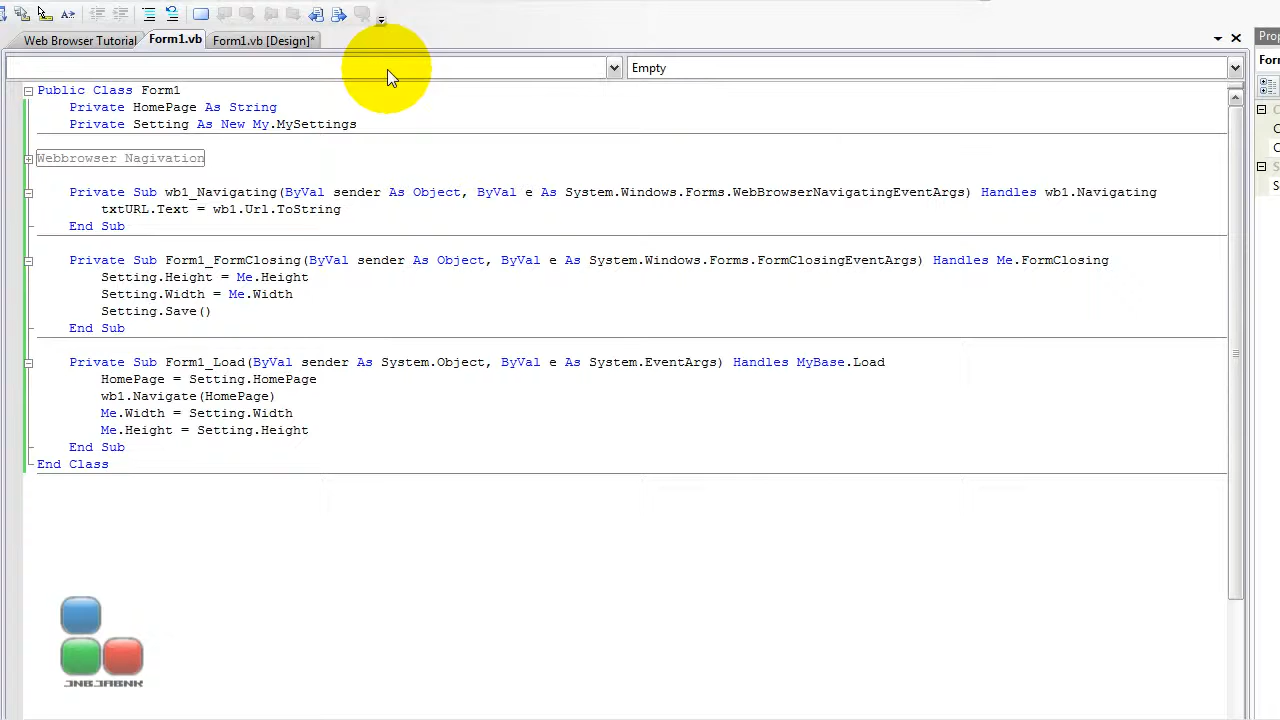 Web Browser Tutorial Form1.vb Form1.vb [Design]*
Empty
Public Class Form1
Private HomePage As String
Private Setting As New My.MySettings
Webbrowser Nagivation
Private Sub wb1_Navigating(ByVal sender As Object, ByVal e As System.Windows.Forms.WebBrowserNavigatingEventArgs) Handles wb1.Navigating
txtURL.Text = wb1.Url.ToString
End Sub
Private Sub Form1_FormClosing(ByVal sender As Object, ByVal e As System.Windows.Forms.FormClosingEventArgs) Handles Me.FormClosing
Setting.Height = Me.Height
Setting.Width = Me.Width
Setting.Save()
End Sub
Private Sub Form1_Load(ByVal sender As System.Object, ByVal e As System.EventArgs) Handles MyBase.Load
HomePage = Setting.HomePage
wb1.Navigate(HomePage)
Me.Width = Setting.Width
Me.Height = Setting.Height
End Sub
End Class
JNBJABNK